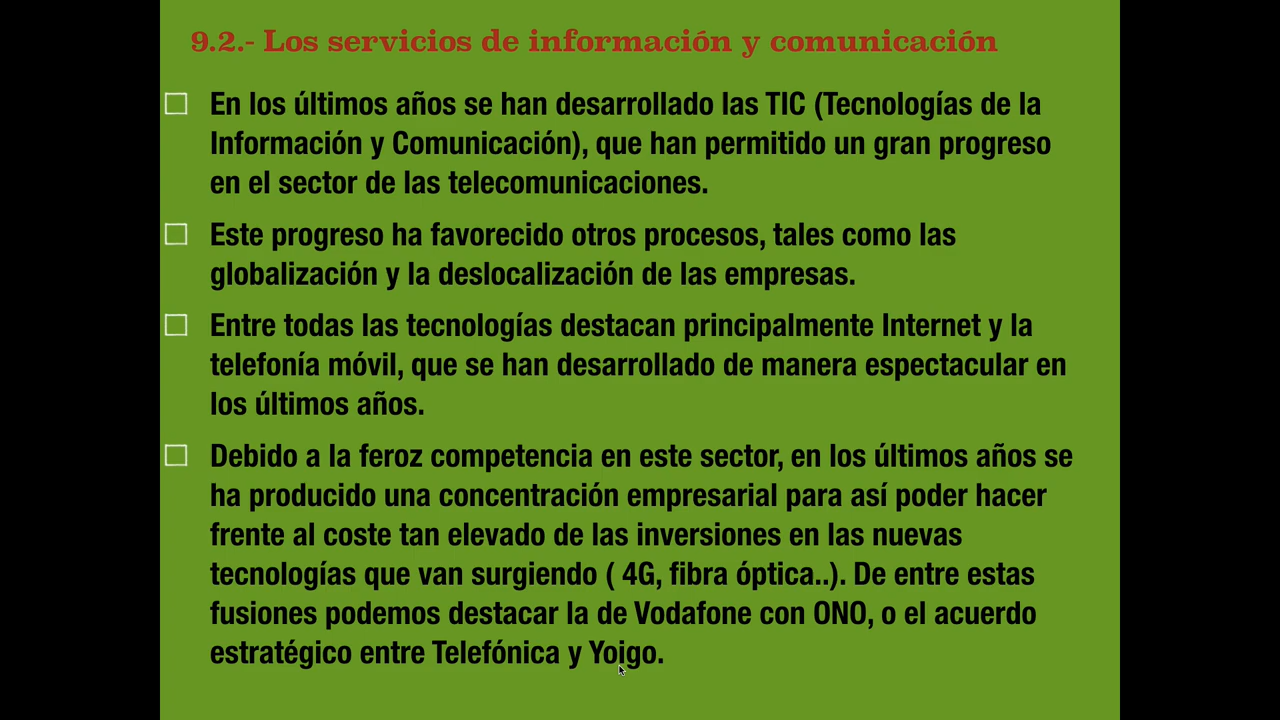 9.2.- Los servicios de información y comunicación
En los últimos años se han desarrollado las TIC (Tecnologías de la
Información y Comunicación), que han permitido un gran progreso
en el sector de las telecomunicaciones.
Este progreso ha favorecido otros procesos, tales como las
globalización y la deslocalización de las empresas.
Entre todas las tecnologías destacan principalmente Internet y la
telefonía móvil, que se han desarrollado de manera espectacular en
los últimos años.
Debido a la feroz competencia en este sector, en los últimos años se
ha producido una concentración empresarial para así poder hacer
frente al coste tan elevado de las inversiones en las nuevas
tecnologías que van surgiendo ( 4G, fibra óptica..). De entre estas
fusiones podemos destacar la de Vodafone con ONO, o el acuerdo
estratégico entre Telefónica y Yoigo.